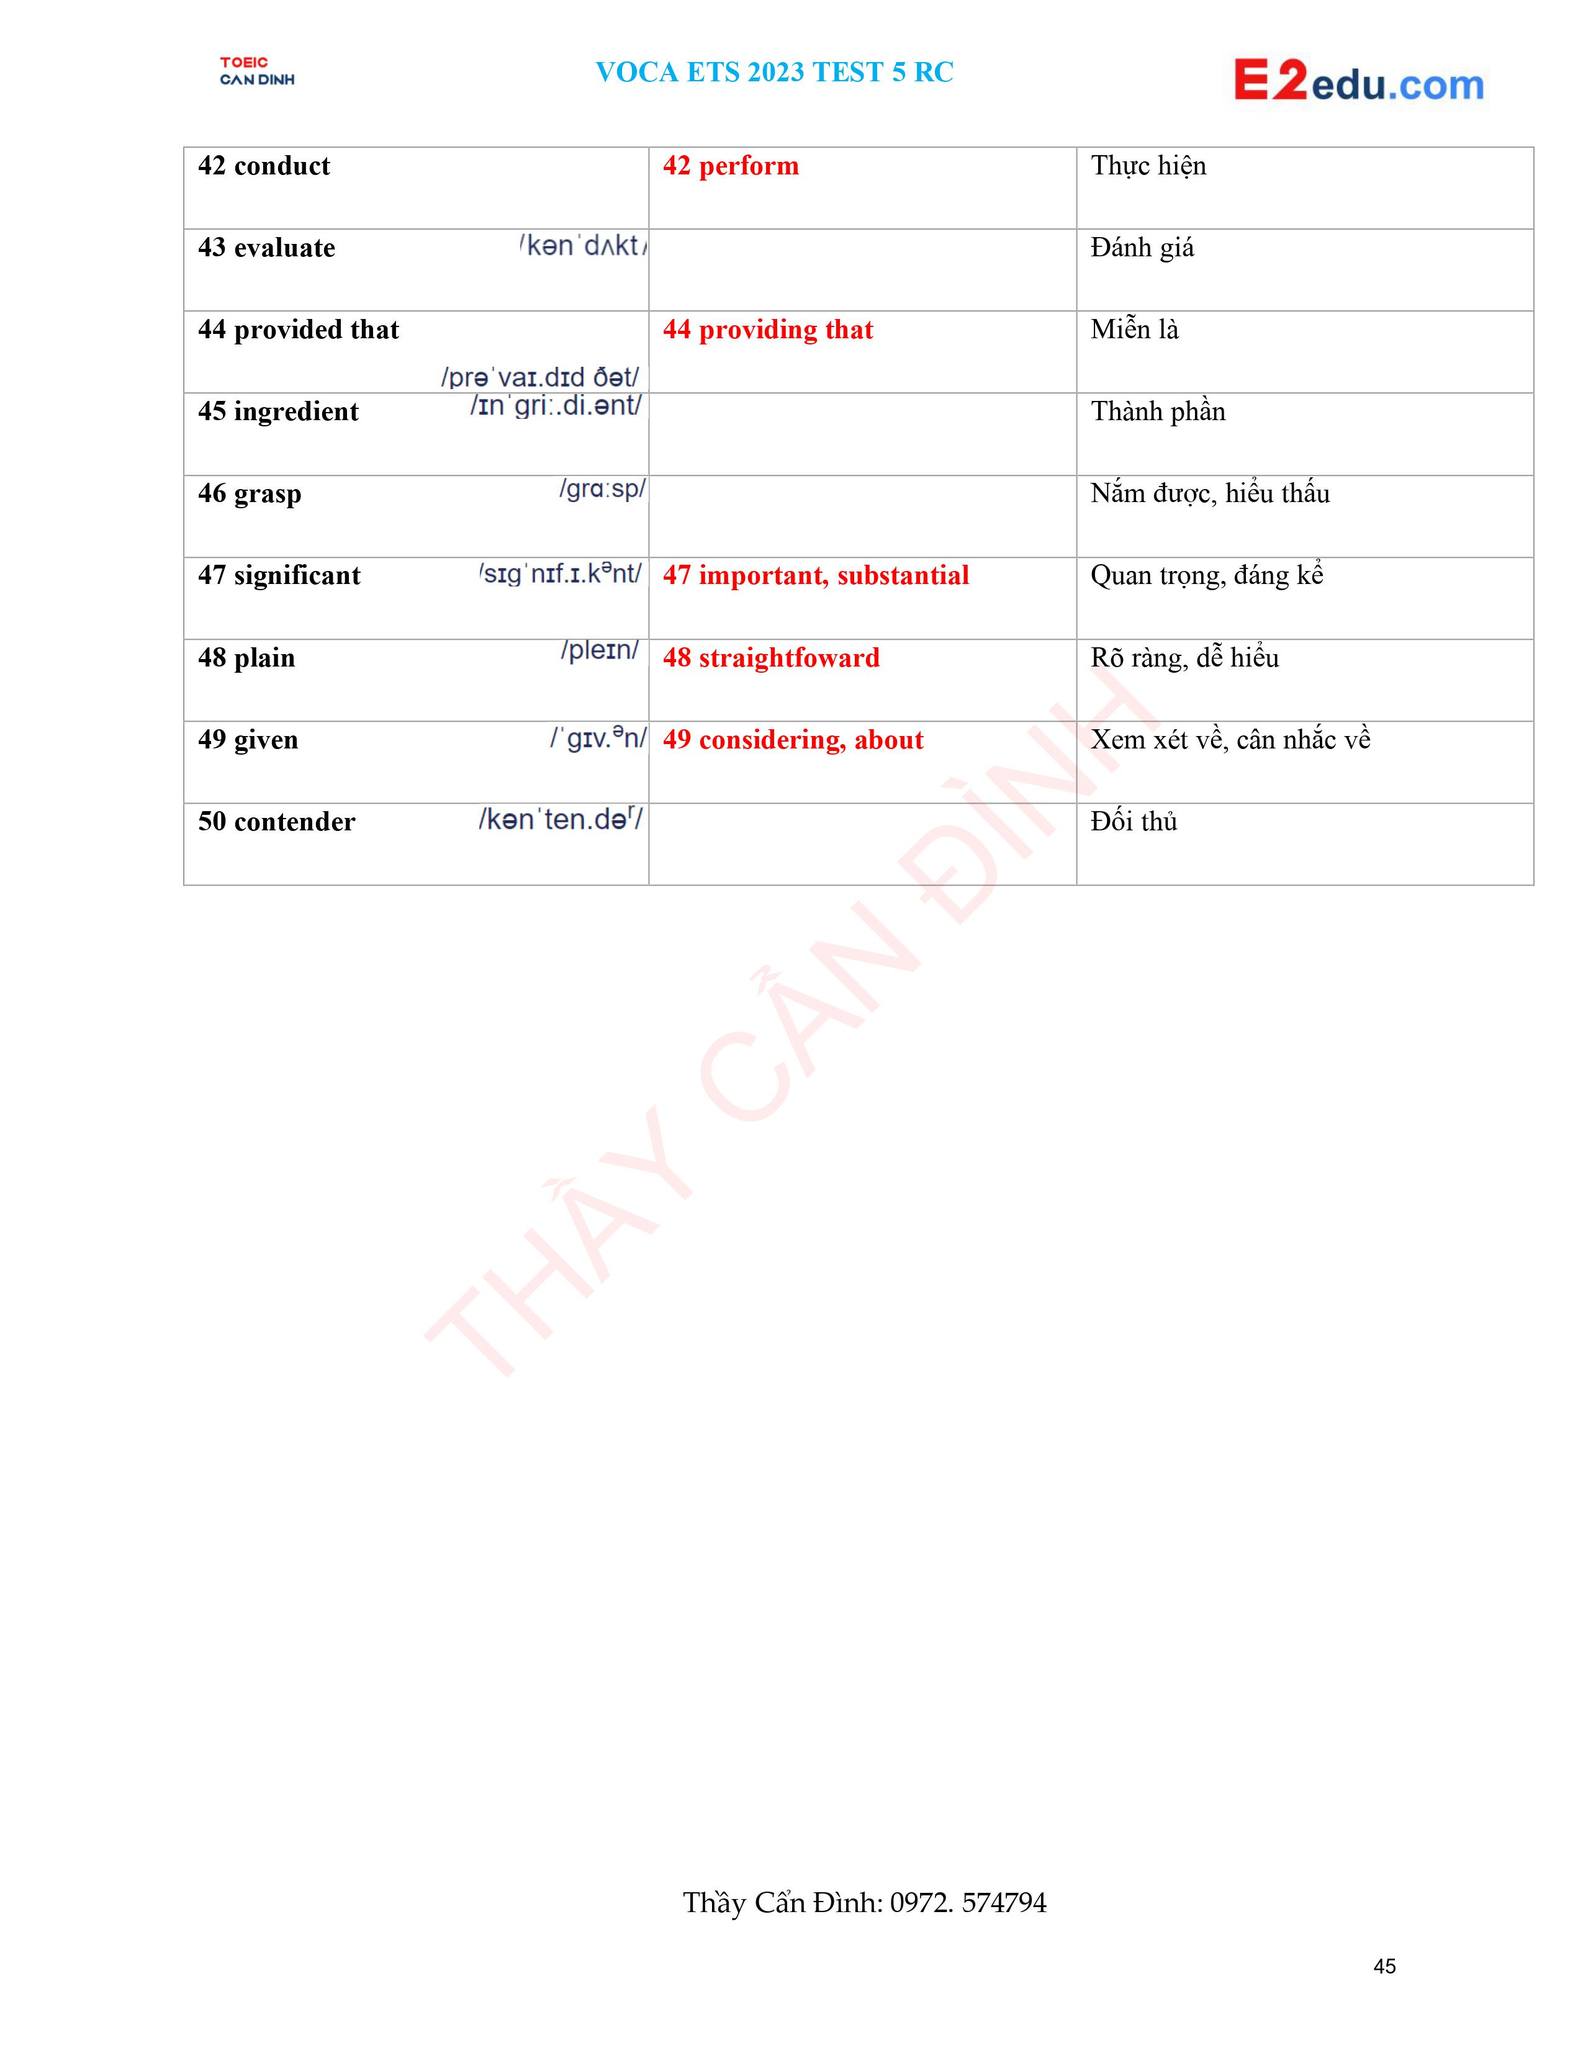 TOEIC
CAN DINH
VOCA ETS 2023 TEST 5 RC
E2edu.com
42 conduct
42 perform
Thực hiện
43 evaluate
/kənˈdʌkt/
Đánh giá
44 provided that
44 providing that
Miễn là
/prəˈvaɪ.dɪd ðət/
45 ingredient
/ɪnˈɡriː.di.ənt/
Thành phần
46 grasp
/ɡrɑːsp/
Nắm được, hiểu thấu
47 significant
/sɪɡˈnɪf.ɪ.kᵊnt/
47 important, substantial
Quan trọng, đáng kể
48 plain
/pleɪn/
48 straightfoward
Rõ ràng, dễ hiểu
49 given
/ˈɡɪv.ᵊn/
49 considering, about
Xem xét về, cân nhắc về
50 contender
/kənˈten.dəʳ/
Đối thủ
THẦY CẨN ĐÌNH
Thầy Cẩn Đình: 0972. 574794
45